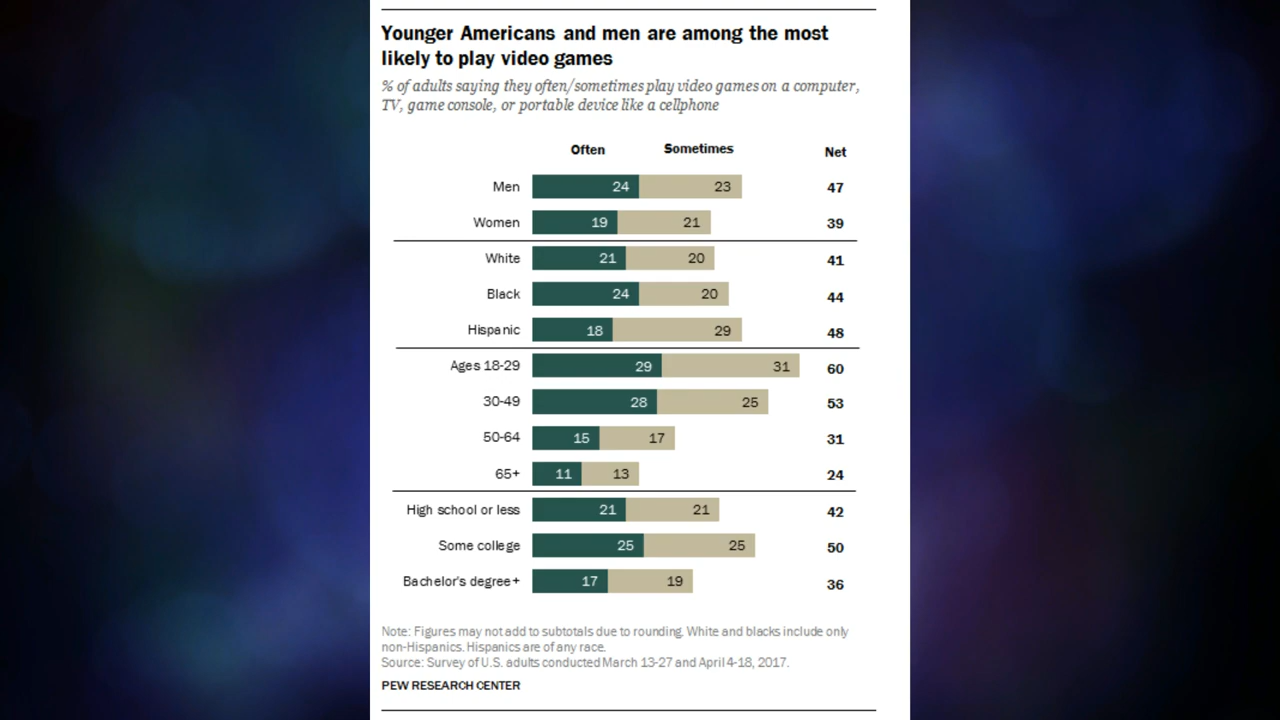 Younger Americans and men are among the most
likely to play video games
% of adults saying they often/sometimes play video games on a computer,
TV, game console, or portable device like a cellphone
Often Sometimes Net
Men 24 23 47
Women 19 21 39
White 21 20 41
Black 24 20 44
Hispanic 18 29 48
Ages 18-29 29 31 60
30-49 28 25 53
50-64 15 17 31
65+ 11 13 24
High school or less 21 21 42
Some college 25 25 50
Bachelor's degree+ 17 19 36
Note: Figures may not add to subtotals due to rounding. White and blacks include only
non-Hispanics. Hispanics are of any race.
Source: Survey of U.S. adults conducted March 13-27 and April 4-18, 2017.
PEW RESEARCH CENTER